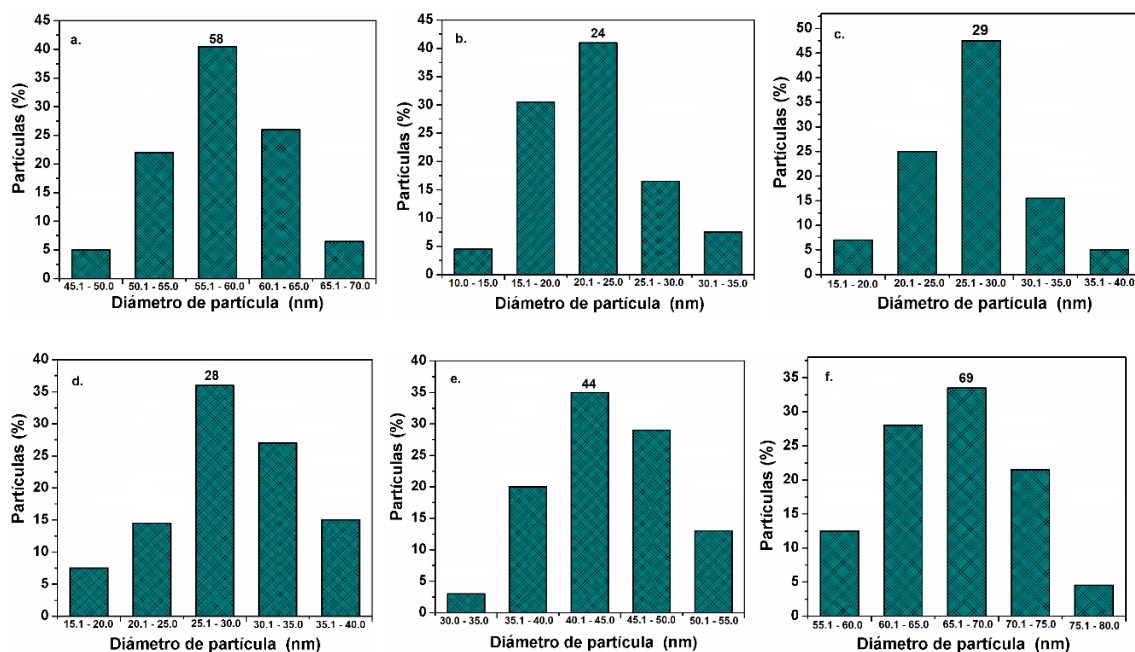 a.
58
45
40
35
30
25
20
15
10
5
0
Partículas (%)
45.1 - 50.0 50.1 - 55.0 55.1 - 60.0 60.1 - 65.0 65.1 - 70.0
Diámetro de partícula (nm)
b.
24
45
40
35
30
25
20
15
10
5
0
Partículas (%)
10.0 - 15.0 15.1 - 20.0 20.1 - 25.0 25.1 - 30.0 30.1 - 35.0
Diámetro de partícula (nm)
c.
29
50
45
40
35
30
25
20
15
10
5
0
Partículas (%)
15.1 - 20.0 20.1 - 25.0 25.1 - 30.0 30.1 - 35.0 35.1 - 40.0
Diámetro de partícula (nm)
d.
28
40
35
30
25
20
15
10
5
0
Partículas (%)
15.1 - 20.0 20.1 - 25.0 25.1 - 30.0 30.1 - 35.0 35.1 - 40.0
Diámetro de partícula (nm)
e.
44
40
35
30
25
20
15
10
5
0
Partículas (%)
30.0 - 35.0 35.1 - 40.0 40.1 - 45.0 45.1 - 50.0 50.1 - 55.0
Diámetro de partícula (nm)
f.
69
35
30
25
20
15
10
5
0
Partículas (%)
55.1 - 60.0 60.1 - 65.0 65.1 - 70.0 70.1 - 75.0 75.1 - 80.0
Diámetro de partícula (nm)